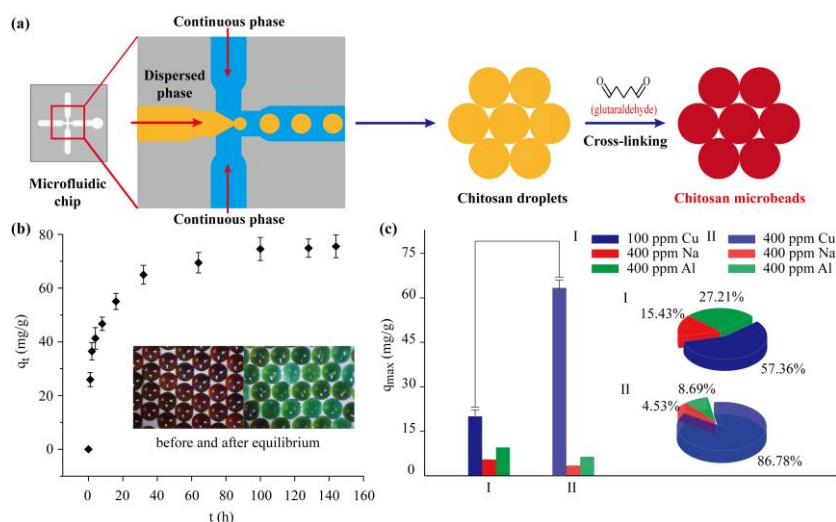 (a)
Continuous phase
Dispersed
phase
Microfluidic
chip
Continuous phase
O
O
(glutaraldehyde)
Cross-linking
Chitosan droplets
Chitosan microbeads
(b)
80
60
40
20
0
qt (mg/g)
before and after equilibrium
0 20 40 60 80 100 120 140 160
t (h)
(c)
75
60
45
30
15
0
qmax (mg/g)
I
II
I
100 ppm Cu
400 ppm Na
400 ppm Al
II
400 ppm Cu
400 ppm Na
400 ppm Al
I
27.21%
15.43%
57.36%
II
8.69%
4.53%
86.78%